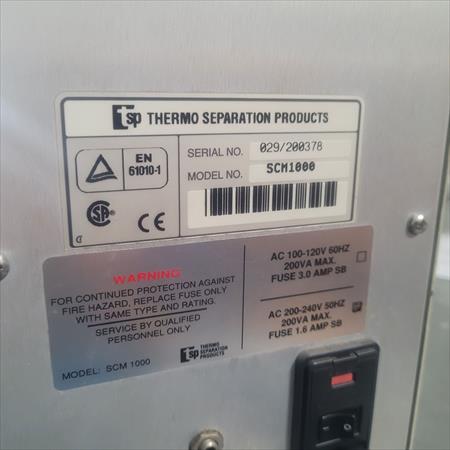 tsp THERMO SEPARATION PRODUCTS
EN
61010-1
SERIAL NO. 029/200378
MODEL NO. SCM1000
CSA
CE
WARNING
FOR CONTINUED PROTECTION AGAINST
FIRE HAZARD, REPLACE FUSE ONLY
WITH SAME TYPE AND RATING.
SERVICE BY QUALIFIED
PERSONNEL ONLY
MODEL: SCM 1000
tsp THERMO
SEPARATION
PRODUCTS
AC 100-120V 60HZ
200VA MAX.
FUSE 3.0 AMP SB
AC 200-240V 50HZ
200VA MAX.
FUSE 1.6 AMP SB